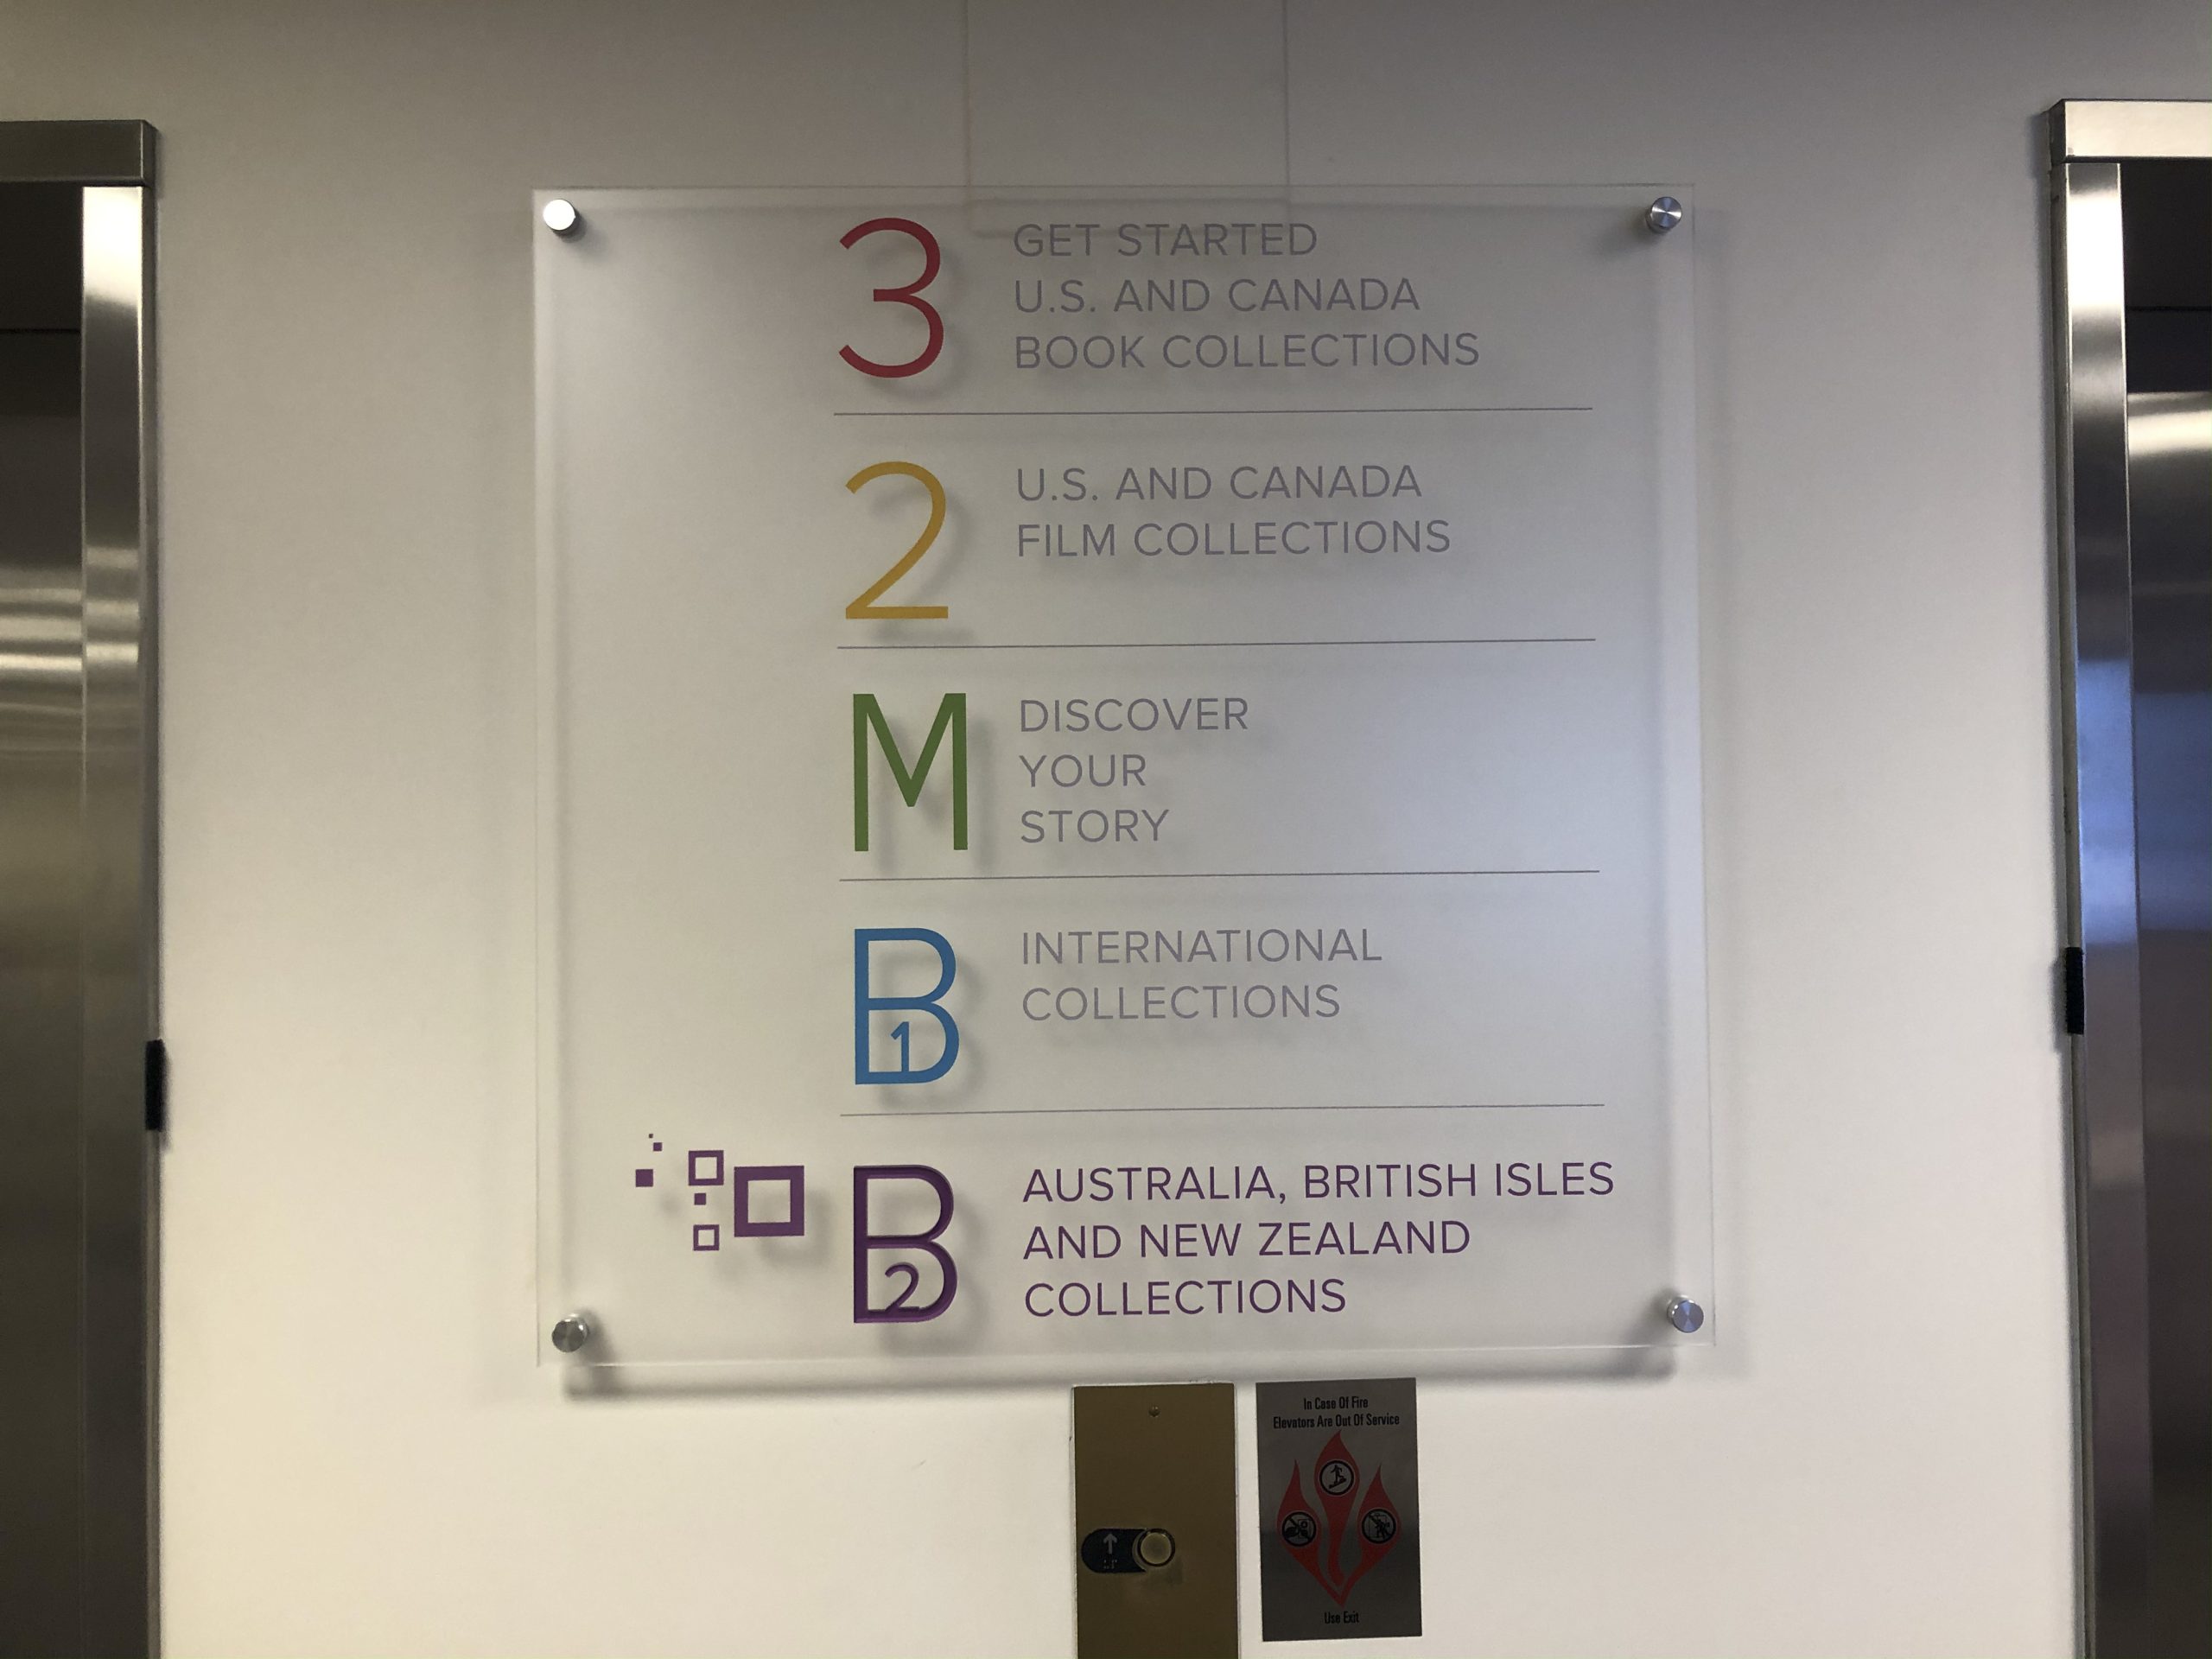 3
GET STARTED
U.S. AND CANADA
BOOK COLLECTIONS
2
U.S. AND CANADA
FILM COLLECTIONS
M
DISCOVER
YOUR
STORY
B1
INTERNATIONAL
COLLECTIONS
B2
AUSTRALIA, BRITISH ISLES
AND NEW ZEALAND
COLLECTIONS
In Case Of Fire
Elevators Are Out Of Service
Use Exit